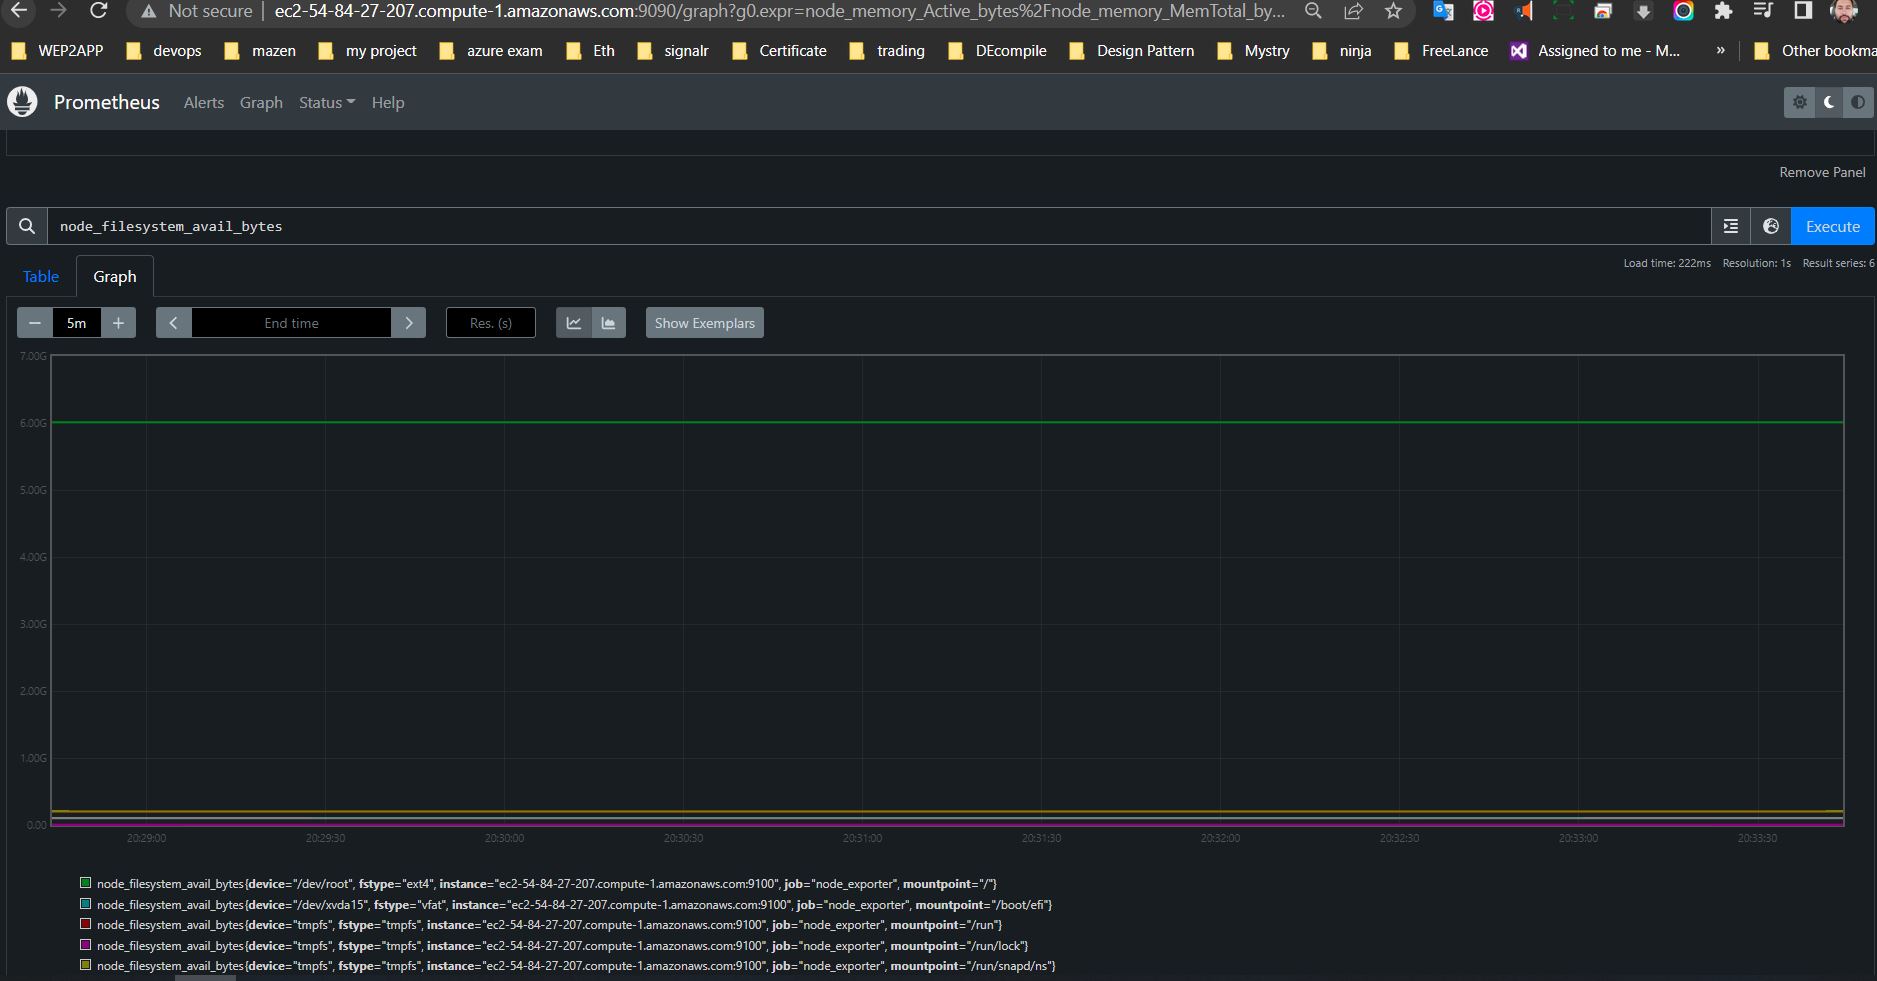 Not secure | ec2-54-84-27-207.compute-1.amazonaws.com:9090/graph?g0.expr=node_memory_Active_bytes%2Fnode_memory_MemTotal_by...
WEP2APP devops mazen my project azure exam Eth signalr Certificate trading DEcompile Design Pattern Mystry ninja FreeLance Assigned to me - M... » Other bookma
Prometheus Alerts Graph Status Help
Remove Panel
node_filesystem_avail_bytes Execute
Table Graph Load time: 222ms Resolution: 1s Result series: 6
5m End time Res. (s) Show Exemplars
7.00G
6.00G
5.00G
4.00G
3.00G
2.00G
1.00G
0.00
20:29:00 20:29:30 20:30:00 20:30:30 20:31:00 20:31:30 20:32:00 20:32:30 20:33:00 20:33:30
node_filesystem_avail_bytes{device="/dev/root", fstype="ext4", instance="ec2-54-84-27-207.compute-1.amazonaws.com:9100", job="node_exporter", mountpoint="/"}
node_filesystem_avail_bytes{device="/dev/xvda15", fstype="vfat", instance="ec2-54-84-27-207.compute-1.amazonaws.com:9100", job="node_exporter", mountpoint="/boot/efi"}
node_filesystem_avail_bytes{device="tmpfs", fstype="tmpfs", instance="ec2-54-84-27-207.compute-1.amazonaws.com:9100", job="node_exporter", mountpoint="/run"}
node_filesystem_avail_bytes{device="tmpfs", fstype="tmpfs", instance="ec2-54-84-27-207.compute-1.amazonaws.com:9100", job="node_exporter", mountpoint="/run/lock"}
node_filesystem_avail_bytes{device="tmpfs", fstype="tmpfs", instance="ec2-54-84-27-207.compute-1.amazonaws.com:9100", job="node_exporter", mountpoint="/run/snapd/ns"}